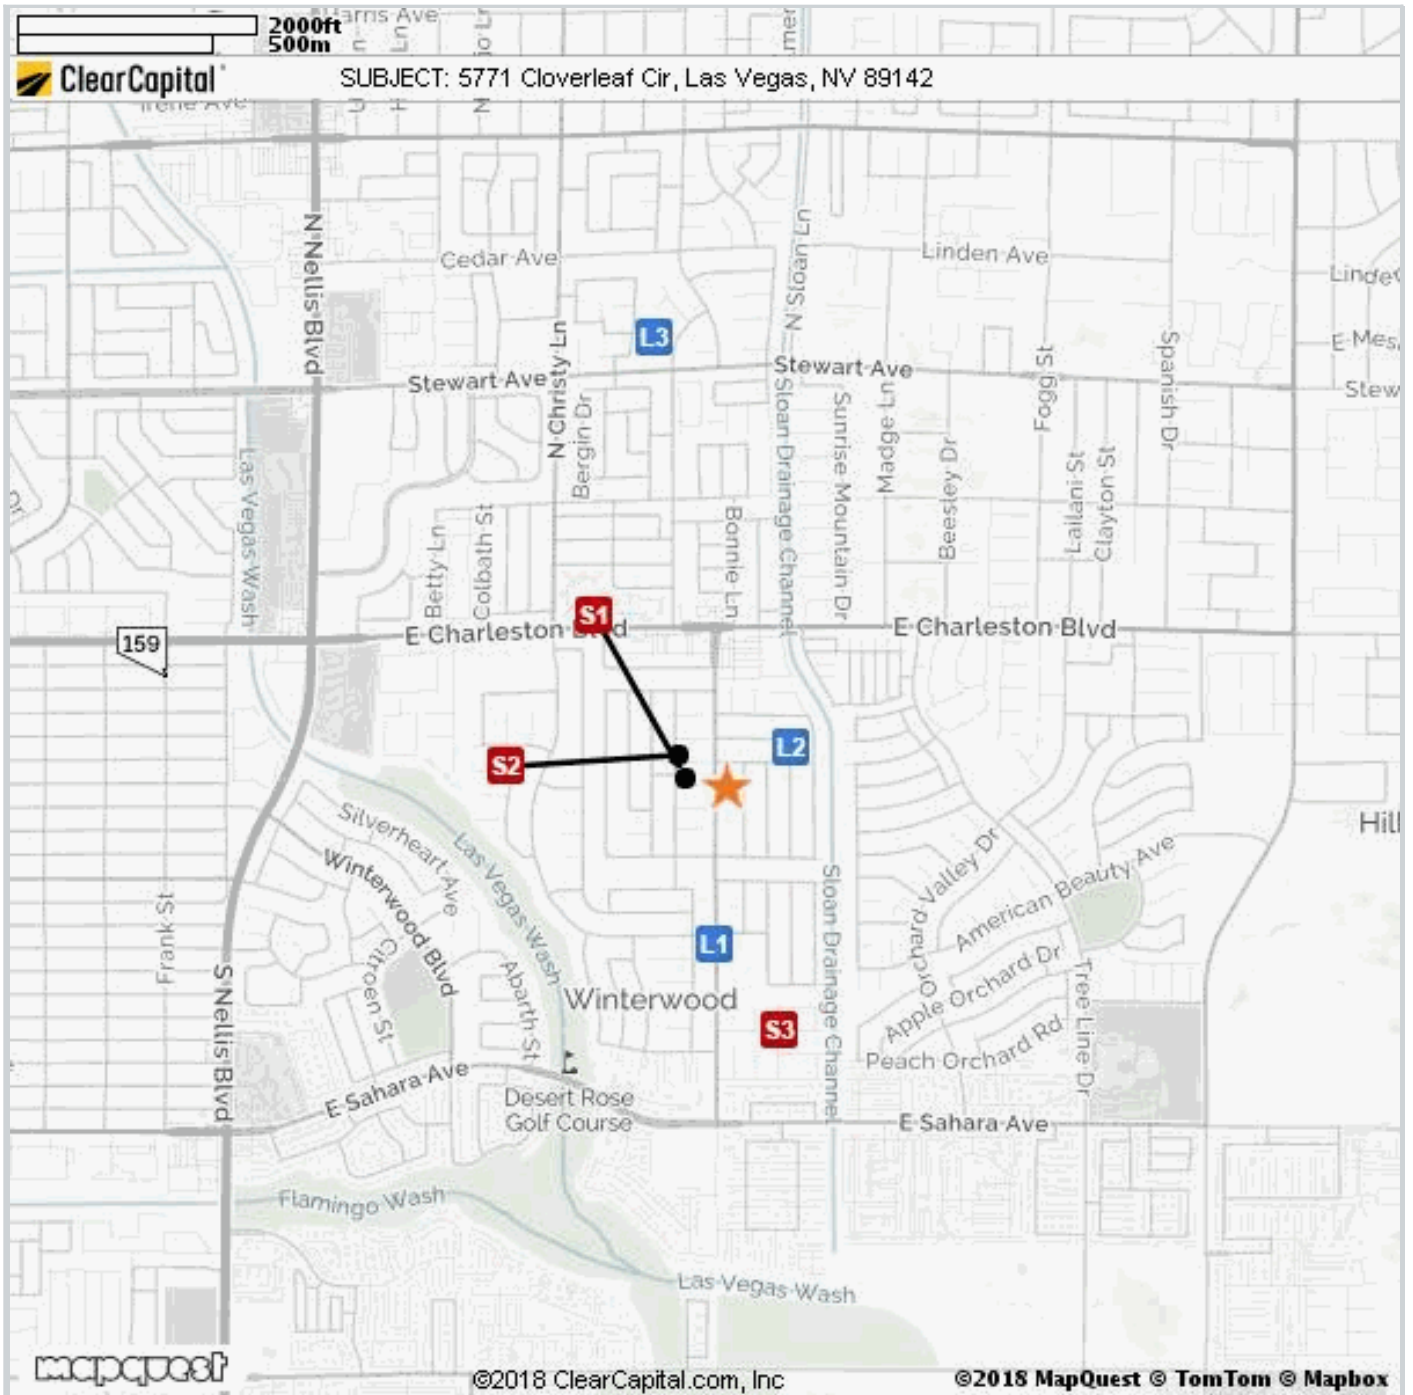 2000ft
500m
Harris Ave
ClearCapital
SUBJECT: 5771 Cloverleaf Cir, Las Vegas, NV 89142
Irene Ave
N Nellis Blvd
Cedar Ave
N Sloan Ln
Linden Ave
L3
N Christy Ln
Stewart Ave
Stewart Ave
Bergin Dr
Sloan Drainage Channel
Sunrise Mountain Dr
Madge Ln
Beesley Dr
Fogg St
Spanish Dr
Lailani St
Clayton St
Las Vegas Wash
Betty Ln
Colbath St
Bonnie Ln
S1
159
E Charleston Blvd
E Charleston Blvd
S2
L2
Silverheart Ave
Winterwood Blvd
Las Vegas Wash
Frank St
Citroen St
Abarth St
S Nellis Blvd
L1
Winterwood
S3
Sloan Drainage Channel
Orchard Valley Dr
American Beauty Ave
Apple Orchard Dr
Peach Orchard Rd
Tree Line Dr
E Sahara Ave
Desert Rose
Golf Course
E Sahara Ave
Flamingo Wash
Las Vegas Wash
mapquest
©2018 ClearCapital.com, Inc
©2018 MapQuest © TomTom © Mapbox